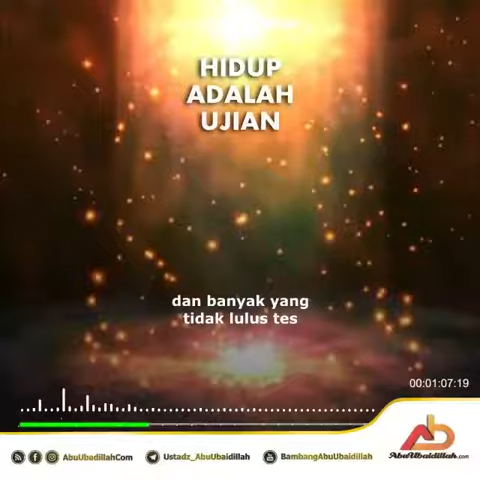 HIDUP
ADALAH
UJIAN
dan banyak yang
tidak lulus tes
00:01:07:19
AbuUbaidillah.com
AbuUbadillahCom
Ustadz_AbuUbaidillah
BambangAbuUbaidillah